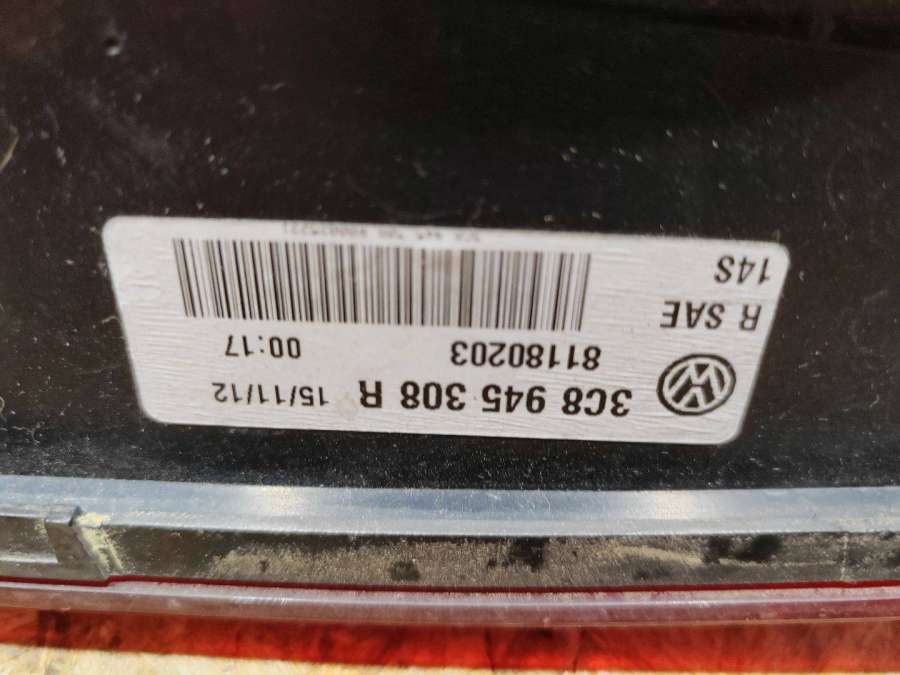 3C8 945 308 R 15/11/12
81180203 00:17
R SAE
14S